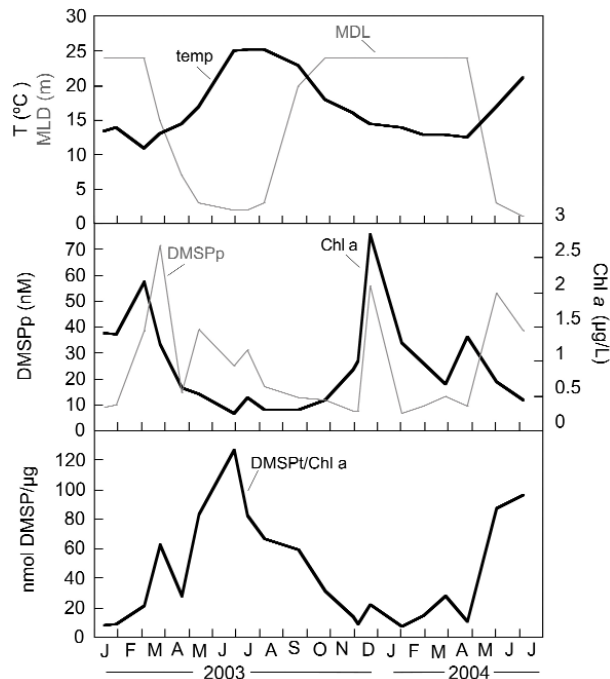 30
25
20
15
10
5
0
T (ºC)
MLD (m)
temp
MDL
70
60
50
40
30
20
10
0
DMSPp (nM)
DMSPp
Chl a
3
2.5
2
1.5
1
0.5
0
Chl a (µg/L)
120
100
80
60
40
20
0
nmol DMSP/µg
DMSPt/Chl a
J F M A M J J A S O N D J F M A M J J
2003 2004